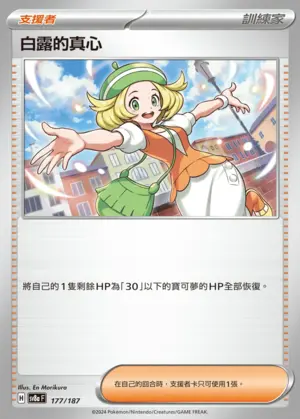 支援者
訓練家
白露的真心
將自己的1隻剩餘HP為「30」以下的寶可夢的HP全部恢復。
Illus. En Morikura
H SV8a F 177/187
在自己的回合時，支援者卡只可使用1張。
©2024 Pokémon/Nintendo/Creatures/GAME FREAK.